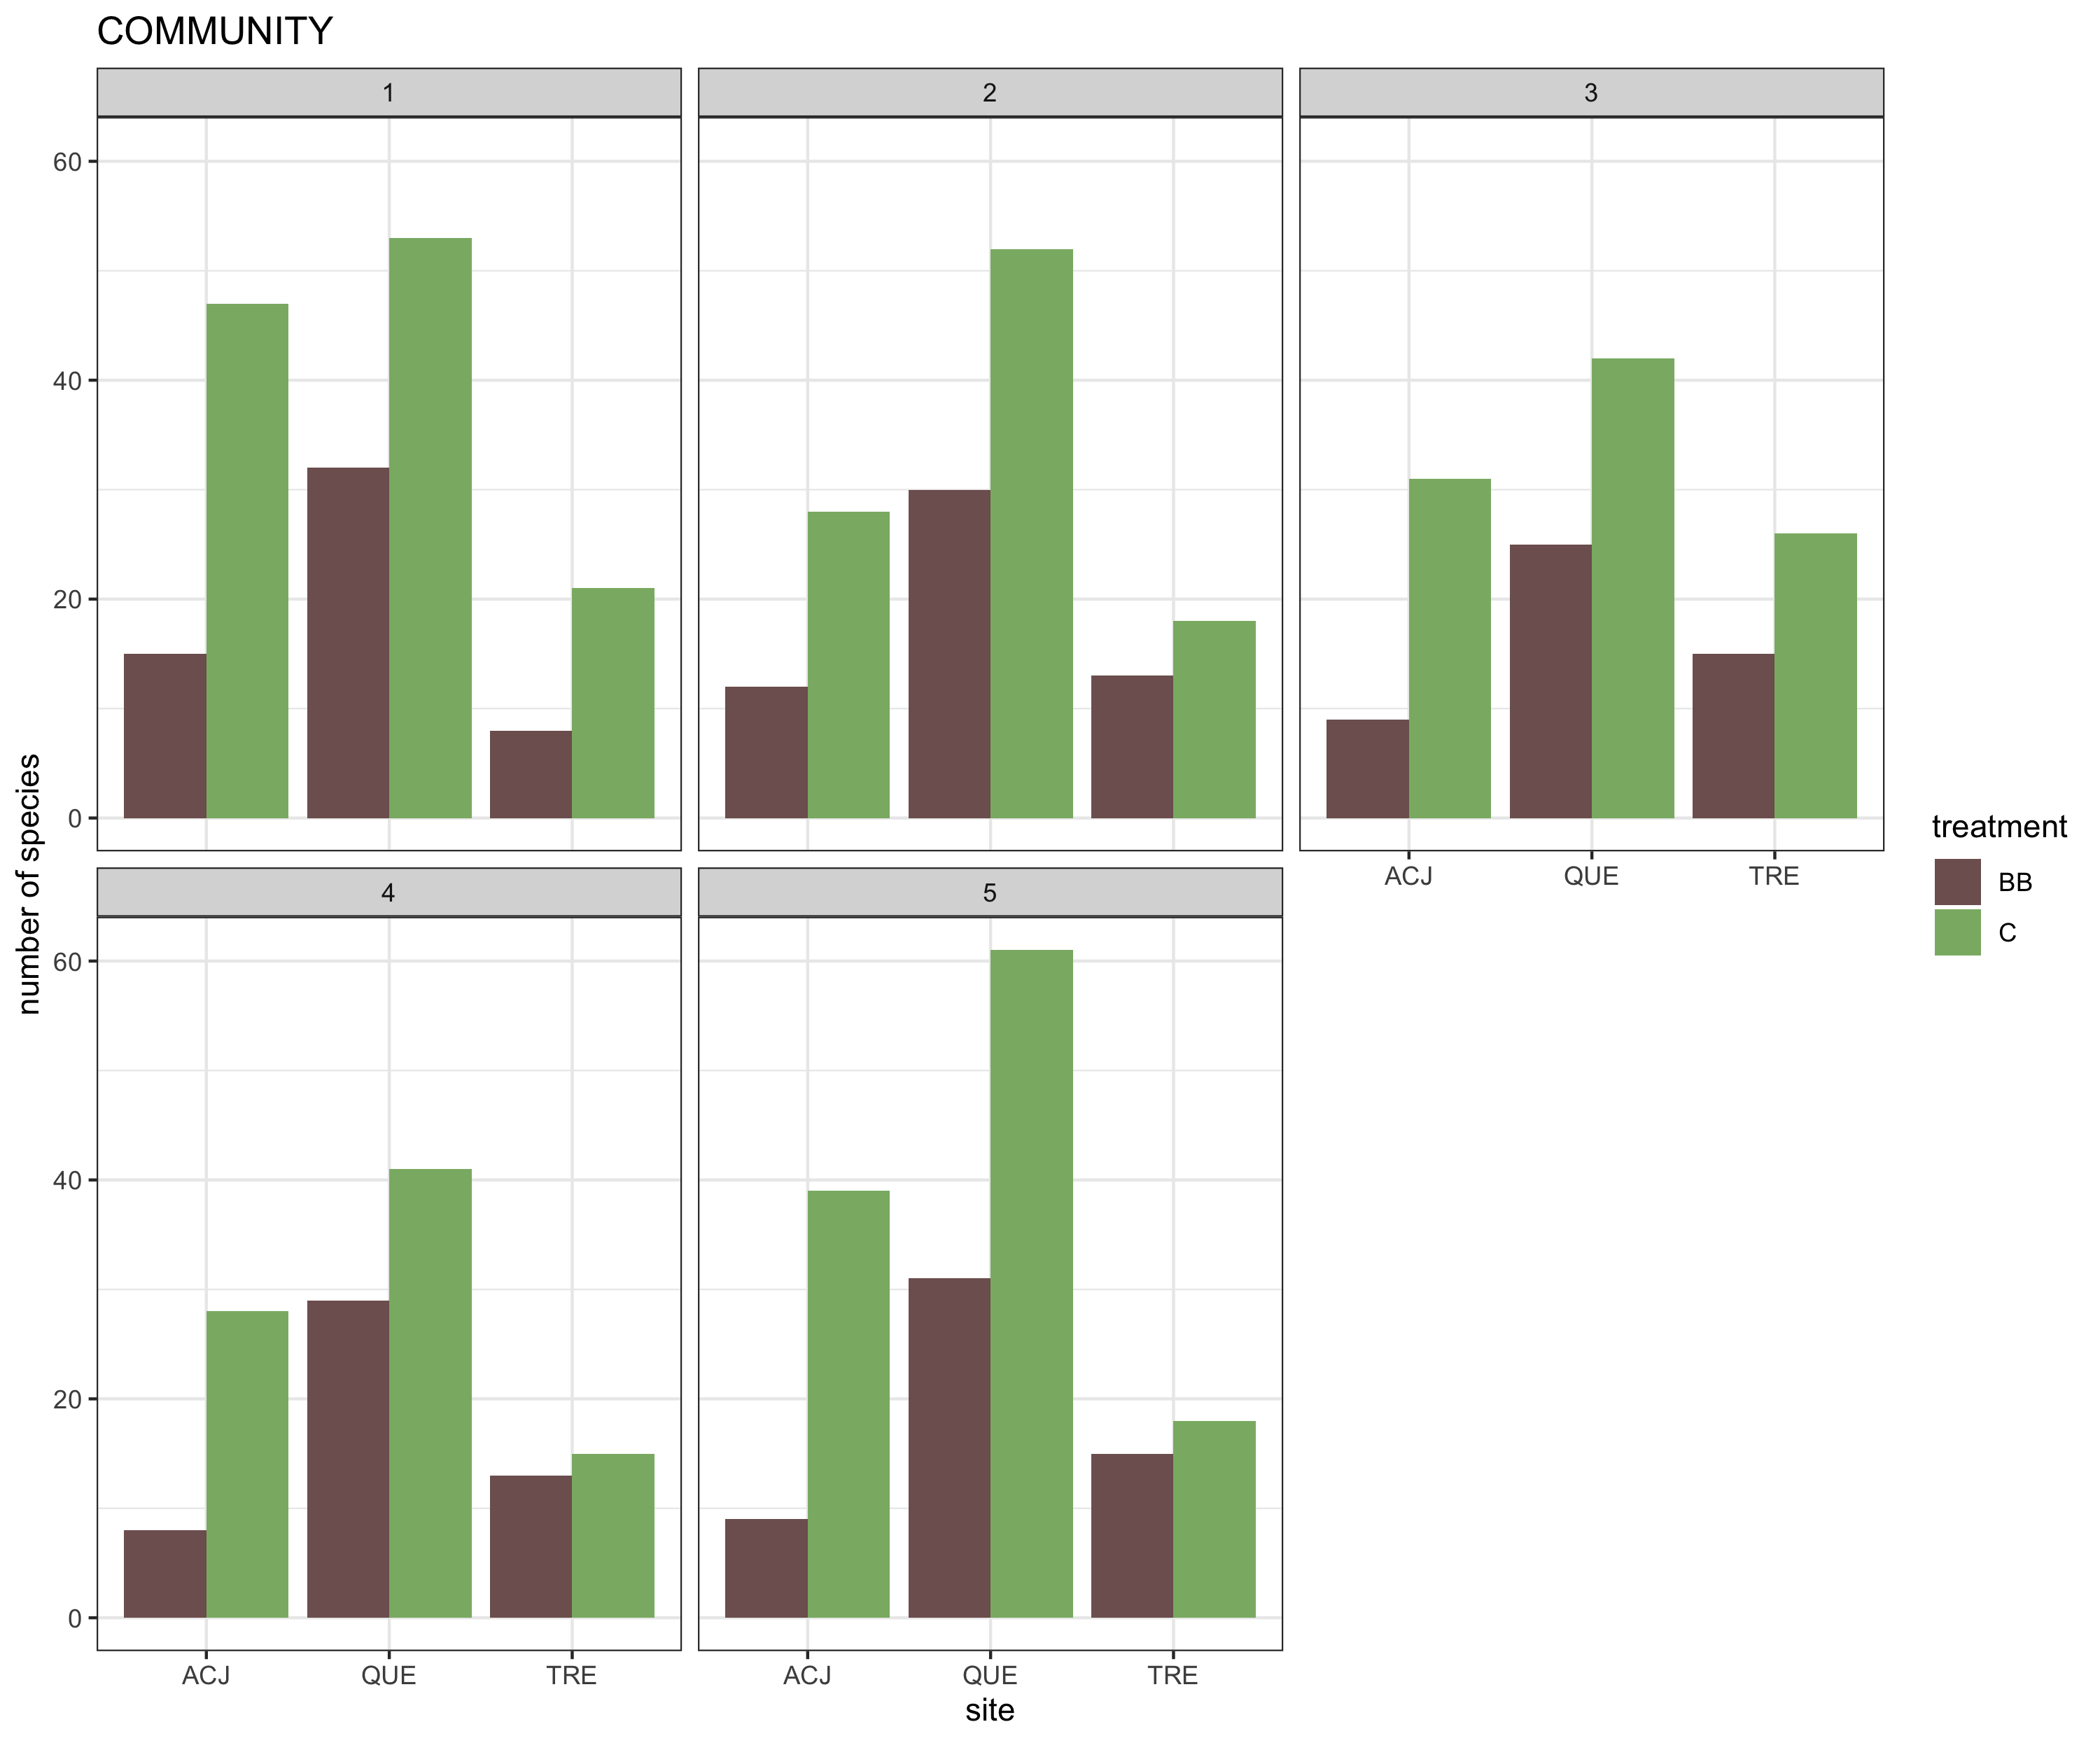 COMMUNITY
1
2
3
60
40
20
0
ACJ
QUE
TRE
4
5
60
40
20
0
ACJ
QUE
TRE
ACJ
QUE
TRE
site
number of species
treatment
BB
C